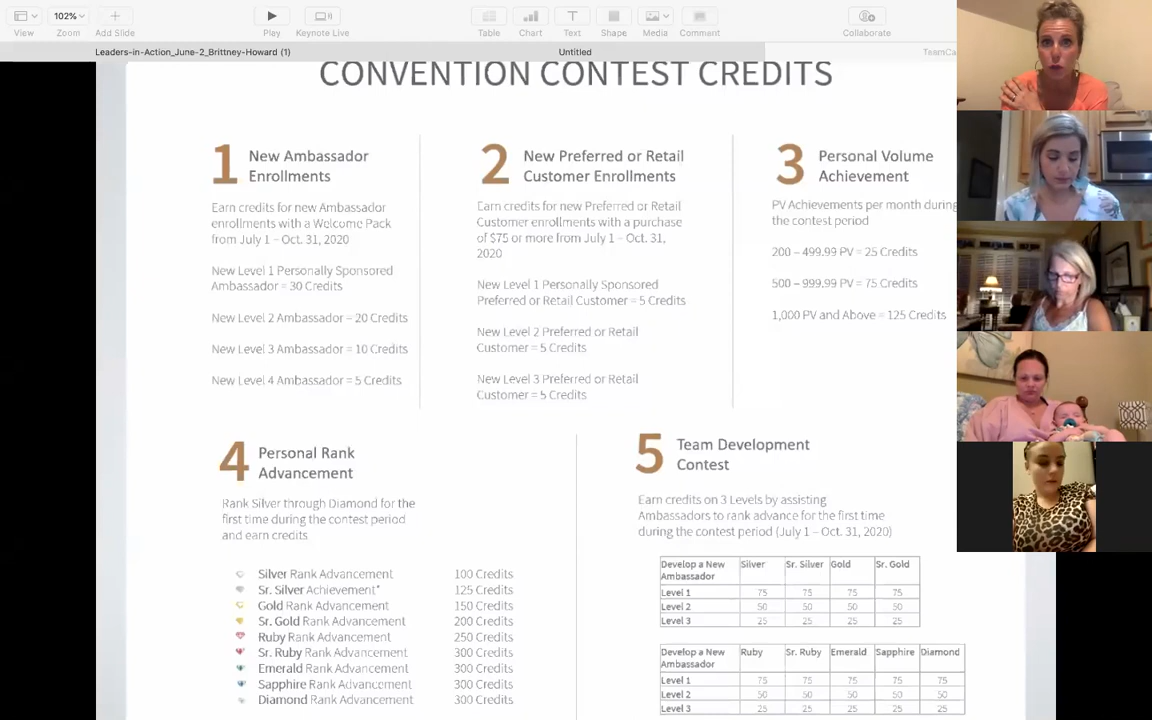 102%
View
Zoom
Add Slide
Play
Keynote Live
Table
Chart
Text
Shape
Media
Comment
Collaborate
Leaders-in-Action_June-2_Brittney-Howard (1)
Untitled
TeamCa
CONVENTION CONTEST CREDITS
1
New Ambassador
Enrollments
Earn credits for new Ambassador
enrollments with a Welcome Pack
from July 1 – Oct. 31, 2020
New Level 1 Personally Sponsored
Ambassador = 30 Credits
New Level 2 Ambassador = 20 Credits
New Level 3 Ambassador = 10 Credits
New Level 4 Ambassador = 5 Credits
2
New Preferred or Retail
Customer Enrollments
Earn credits for new Preferred or Retail
Customer enrollments with a purchase
of $75 or more from July 1 – Oct. 31,
2020
New Level 1 Personally Sponsored
Preferred or Retail Customer = 5 Credits
New Level 2 Preferred or Retail
Customer = 5 Credits
New Level 3 Preferred or Retail
Customer = 5 Credits
3
Personal Volume
Achievement
PV Achievements per month during
the contest period
200 – 499.99 PV = 25 Credits
500 – 999.99 PV = 75 Credits
1,000 PV and Above = 125 Credits
4
Personal Rank
Advancement
Rank Silver through Diamond for the
first time during the contest period
and earn credits
Silver Rank Advancement 100 Credits
Sr. Silver Achievement* 125 Credits
Gold Rank Advancement 150 Credits
Sr. Gold Rank Advancement 200 Credits
Ruby Rank Advancement 250 Credits
Sr. Ruby Rank Advancement 300 Credits
Emerald Rank Advancement 300 Credits
Sapphire Rank Advancement 300 Credits
Diamond Rank Advancement 300 Credits
5
Team Development
Contest
Earn credits on 3 Levels by assisting
Ambassadors to rank advance for the first time
during the contest period (July 1 – Oct. 31, 2020)
Develop a New Ambassador Silver Sr. Silver Gold Sr. Gold
Level 1 75 75 75 75
Level 2 50 50 50 50
Level 3 25 25 25 25
Develop a New Ambassador Ruby Sr. Ruby Emerald Sapphire Diamond
Level 1 75 75 75 75 75
Level 2 50 50 50 50 50
Level 3 25 25 25 25 25